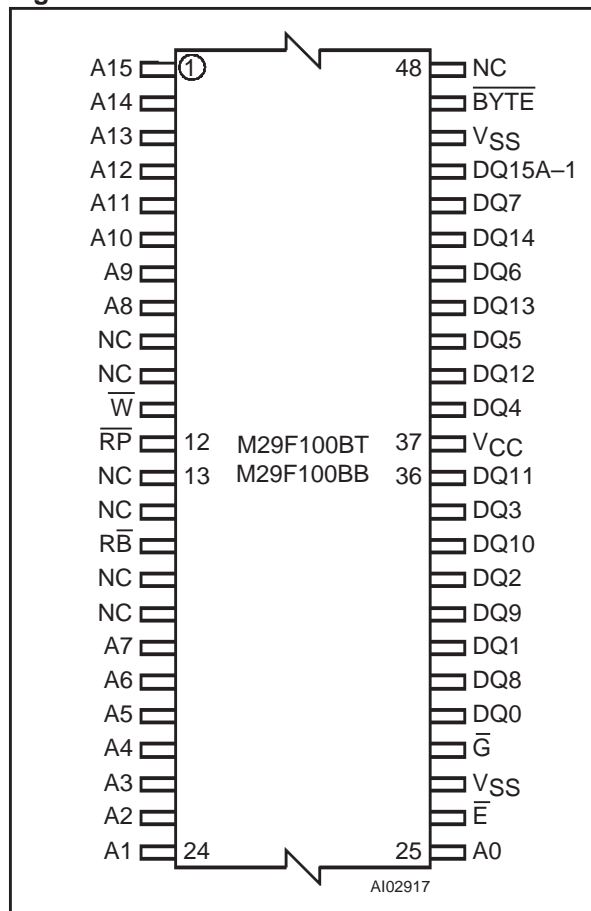 A15 1 48 NC
A14 B̅Y̅T̅E̅
A13 VSS
A12 DQ15A–1
A11 DQ7
A10 DQ14
A9 DQ6
A8 DQ13
NC DQ5
NC DQ12
W̅ DQ4
R̅P̅ 12 M29F100BT 37 VCC
NC 13 M29F100BB 36 DQ11
NC DQ3
RB̅ DQ10
NC DQ2
NC DQ9
A7 DQ1
A6 DQ8
A5 DQ0
A4 G̅
A3 VSS
A2 E̅
A1 24 25 A0
AI02917